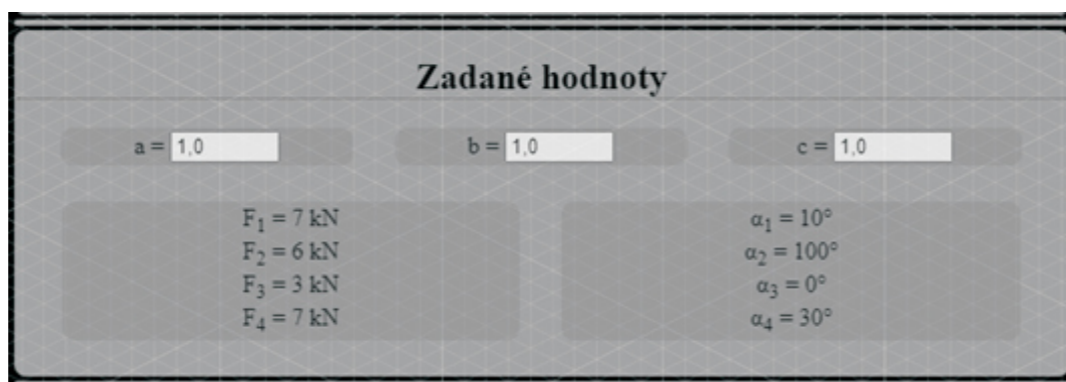 Zadané hodnoty
a = 1,0 b = 1,0 c = 1,0
F₁ = 7 kN α₁ = 10°
F₂ = 6 kN α₂ = 100°
F₃ = 3 kN α₃ = 0°
F₄ = 7 kN α₄ = 30°